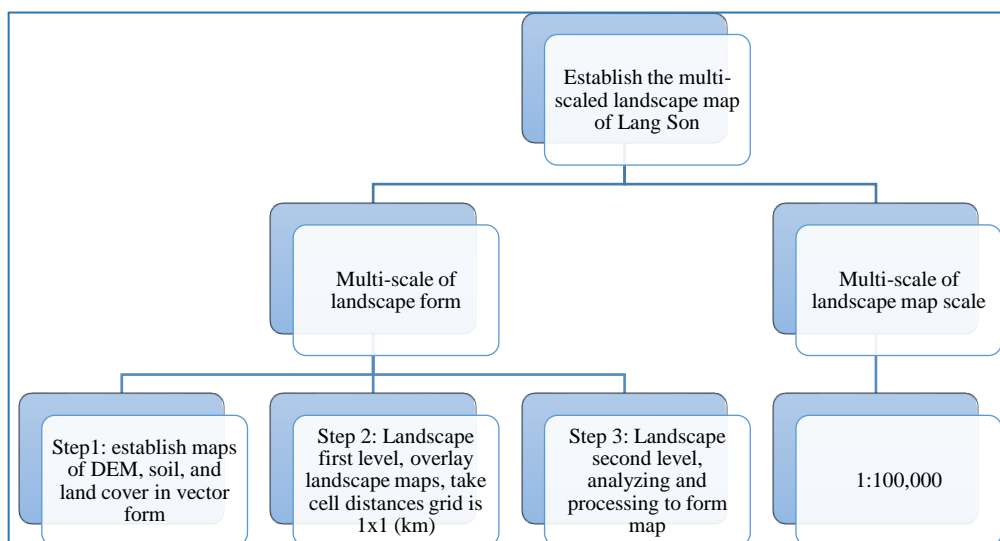 Establish the multi-
scaled landscape map
of Lang Son
Multi-scale of
landscape form
Multi-scale of
landscape map scale
Step1: establish maps
of DEM, soil, and
land cover in vector
form
Step 2: Landscape
first level, overlay
landscape maps, take
cell distances grid is
1x1 (km)
Step 3: Landscape
second level,
analyzing and
processing to form
map
1:100,000